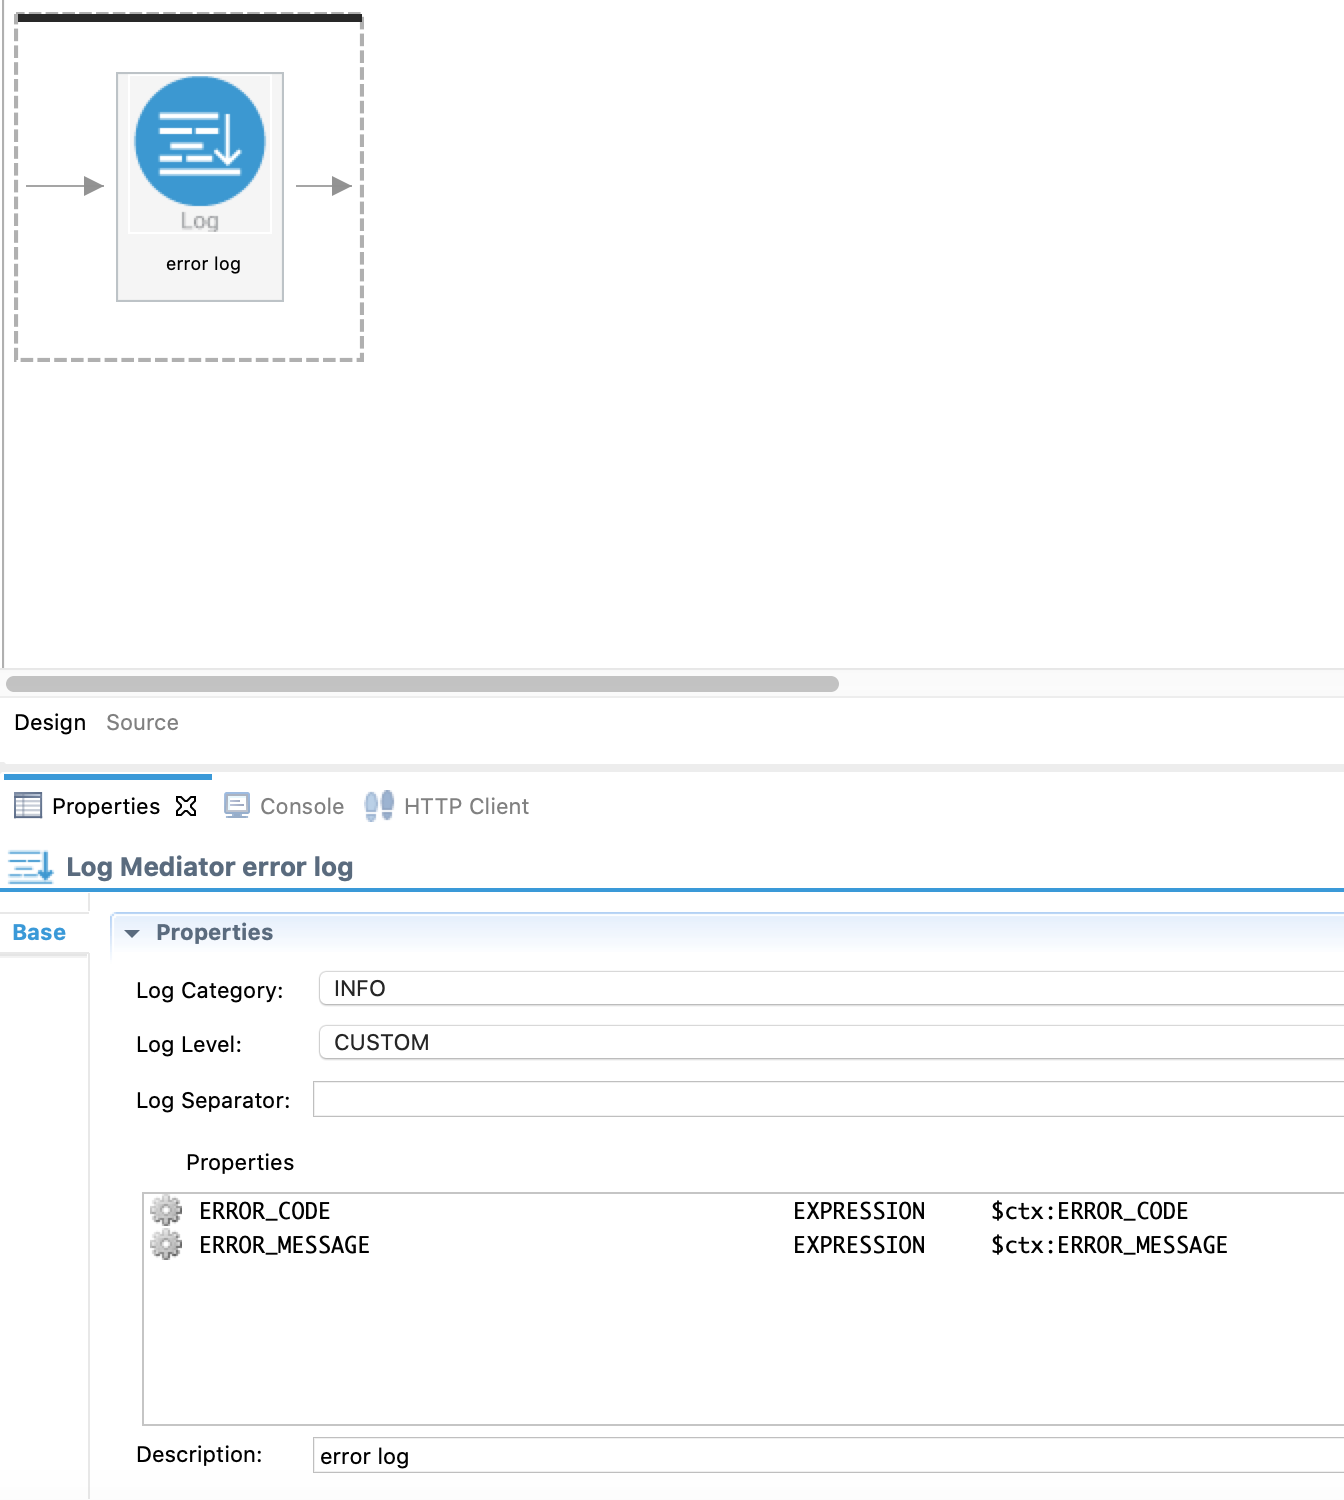 Log
error log
Design Source
Properties Console HTTP Client
Log Mediator error log
Base Properties
Log Category: INFO
Log Level: CUSTOM
Log Separator:
Properties
ERROR_CODE EXPRESSION $ctx:ERROR_CODE
ERROR_MESSAGE EXPRESSION $ctx:ERROR_MESSAGE
Description: error log